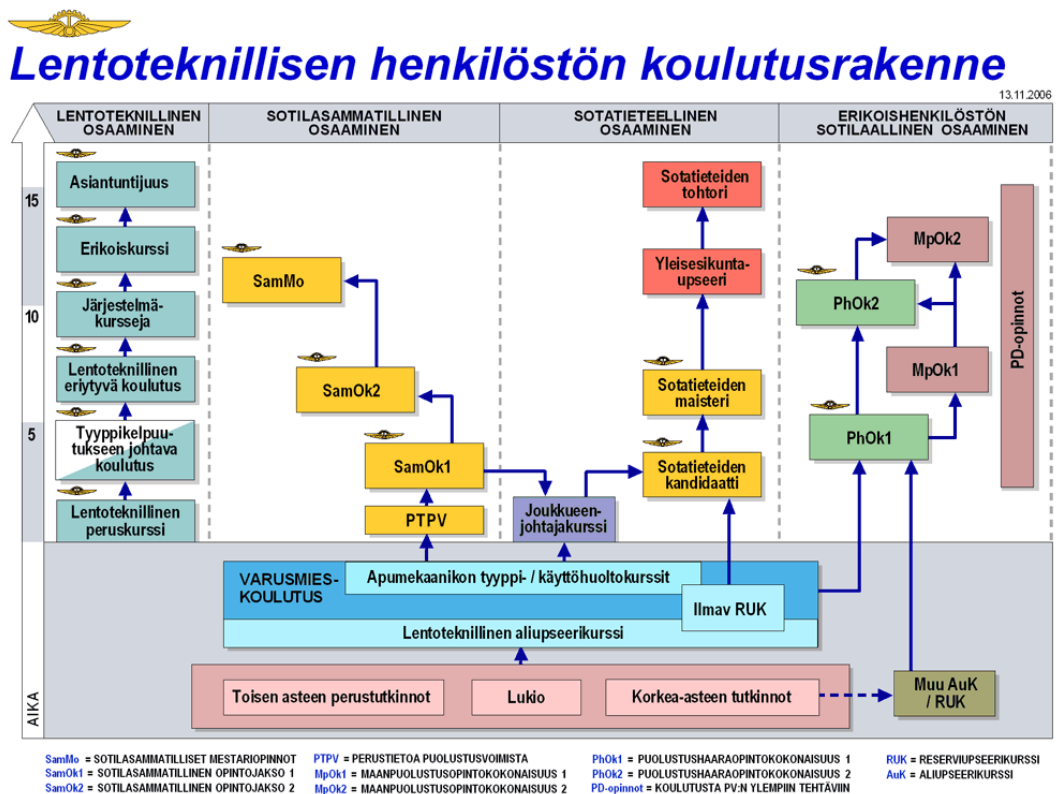 Lentoteknillisen henkilöstön koulutusrakenne
13.11.2006
LENTOTEKNILLINEN
OSAAMINEN
SOTILASAMMATILLINEN
OSAAMINEN
SOTATIETEELLINEN
OSAAMINEN
ERIKOISHENKILÖSTÖN
SOTILAALLINEN OSAAMINEN
15
10
5
AIKA
Asiantuntijuus
Erikoiskurssi
Järjestelmä-
kursseja
Lentoteknillinen
eriytyvä koulutus
Tyyppikelpuu-
tukseen johtava
koulutus
Lentoteknillinen
peruskurssi
SamMo
SamOk2
SamOk1
PTPV
Sotatieteiden
tohtori
Yleisesikunta-
upseeri
Sotatieteiden
maisteri
Sotatieteiden
kandidaatti
Joukkueen-
johtajakurssi
MpOk2
PhOk2
MpOk1
PhOk1
PD-opinnot
VARUSMIES-
KOULUTUS
Apumekaanikon tyyppi- / käyttöhuoltokurssit
Ilmav RUK
Lentoteknillinen aliupseerikurssi
Toisen asteen perustutkinnot
Lukio
Korkea-asteen tutkinnot
Muu AuK
/ RUK
SamMo = SOTILASAMMATILLISET MESTARIOPINNOT
SamOk1 = SOTILASAMMATILLINEN OPINTOJAKSO 1
SamOk2 = SOTILASAMMATILLINEN OPINTOJAKSO 2
PTPV = PERUSTIETOA PUOLUSTUSVOIMISTA
MpOk1 = MAANPUOLUSTUSOPINTOKOKONAISUUS 1
MpOk2 = MAANPUOLUSTUSOPINTOKOKONAISUUS 2
PhOk1 = PUOLUSTUSHAARAOPINTOKOKONAISUUS 1
PhOk2 = PUOLUSTUSHAARAOPINTOKOKONAISUUS 2
PD-opinnot = KOULUTUSTA PV:N YLEMPIIN TEHTÄVIIN
RUK = RESERVIUPSEERIKURSSI
AuK = ALIUPSEERIKURSSI